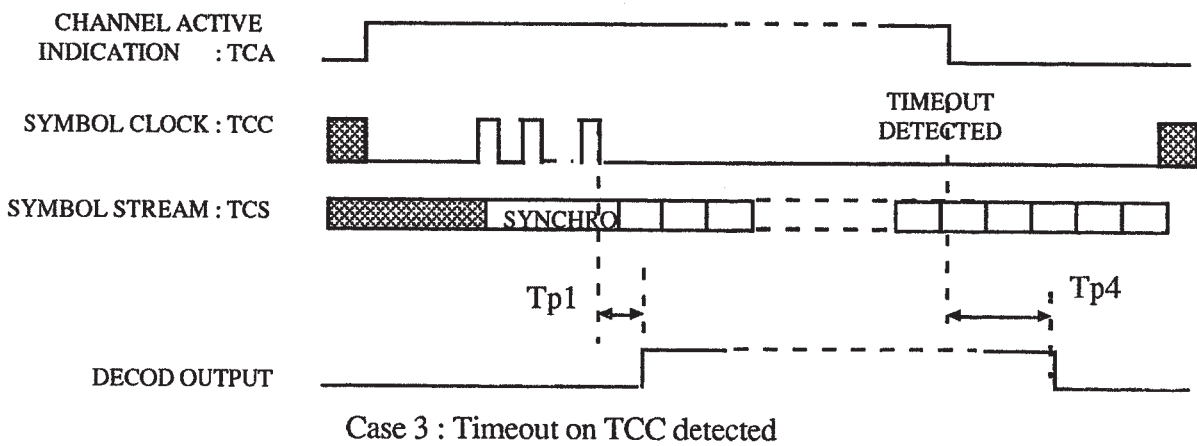 CHANNEL ACTIVE
INDICATION : TCA
SYMBOL CLOCK : TCC
TIMEOUT
DETECTED
SYMBOL STREAM : TCS
SYNCHRO
Tp1
Tp4
DECOD OUTPUT
Case 3 : Timeout on TCC detected